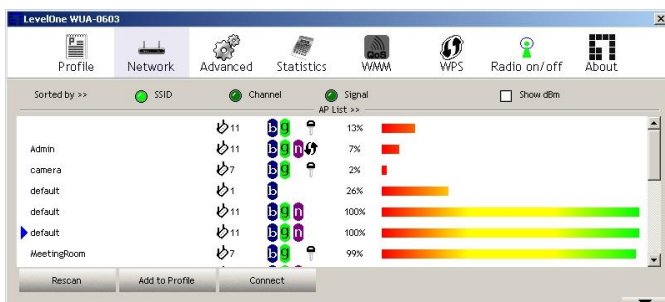 LevelOne WUA-0603
Profile Network Advanced Statistics QoS WMM WPS Radio on/off About
Sorted by >> SSID Channel Signal Show dBm
AP List >>
11 b g 13%
Admin 11 b g n 7%
camera 7 b g 2%
default 1 b 26%
default 11 b g n 100%
default 11 b g n 100%
MeetingRoom 7 b g 99%
Rescan Add to Profile Connect